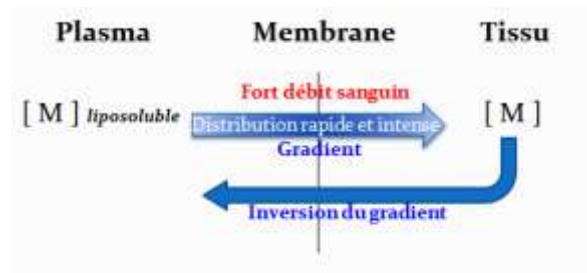 Plasma Membrane Tissu
Fort débit sanguin
[ M ] liposoluble Distribution rapide et intense [ M ]
Gradient
Inversion du gradient